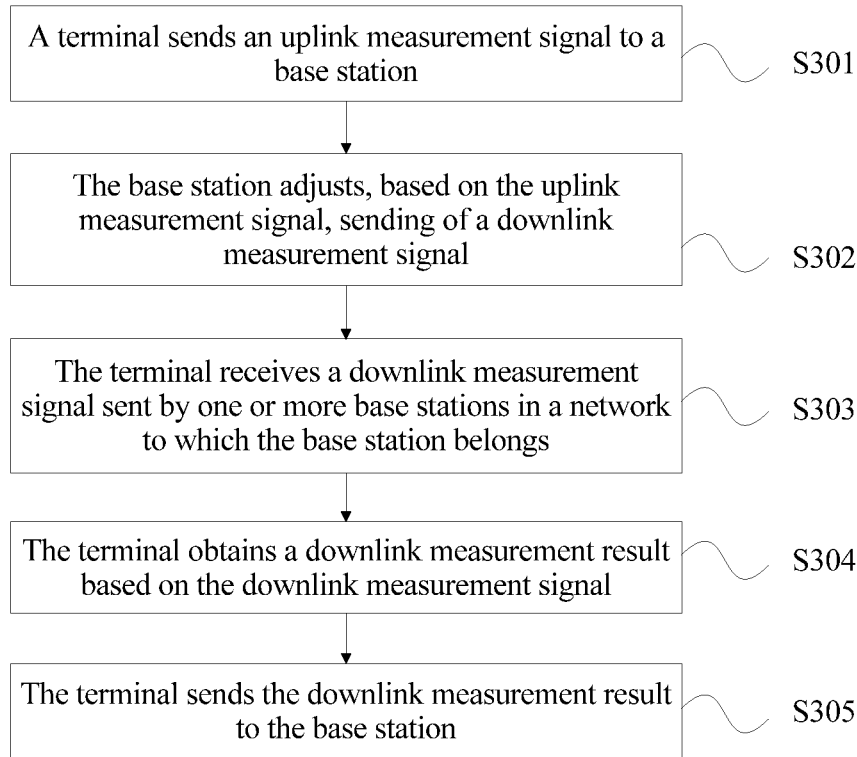 A terminal sends an uplink measurement signal to a
base station
S301
The base station adjusts, based on the uplink
measurement signal, sending of a downlink
measurement signal
S302
The terminal receives a downlink measurement
signal sent by one or more base stations in a network
to which the base station belongs
S303
The terminal obtains a downlink measurement result
based on the downlink measurement signal
S304
The terminal sends the downlink measurement result
to the base station
S305